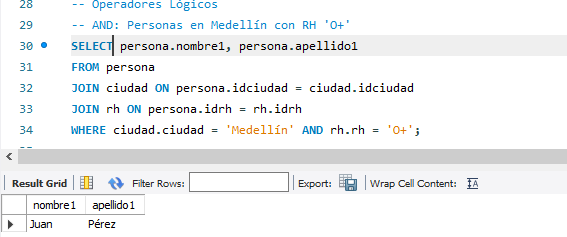 28 -- Operadores Lógicos
29 -- AND: Personas en Medellín con RH 'O+'
30 SELECT persona.nombre1, persona.apellido1
31 FROM persona
32 JOIN ciudad ON persona.idciudad = ciudad.idciudad
33 JOIN rh ON persona.idrh = rh.idrh
34 WHERE ciudad.ciudad = 'Medellín' AND rh.rh = 'O+';
Result Grid Filter Rows: Export: Wrap Cell Content:
nombre1 apellido1
Juan Pérez